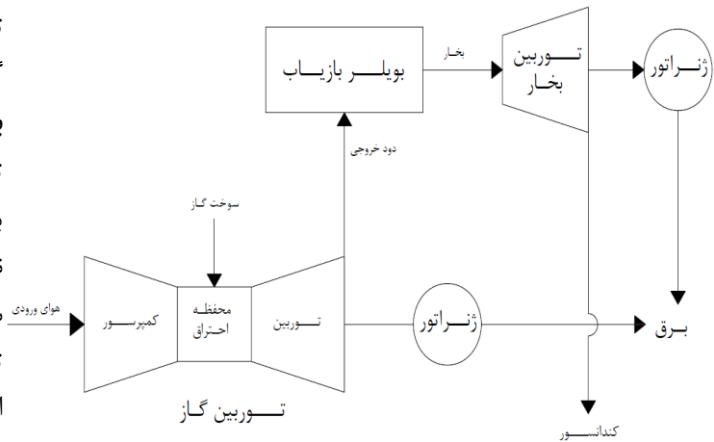 بویلر بازیاب
بخار
توربین
بخار
ژنراتور
دود خروجی
سوخت گاز
هوای ورودی
کمپرسور
محفظه
احتراق
توربین
ژنراتور
برق
توربین گاز
کندانسور